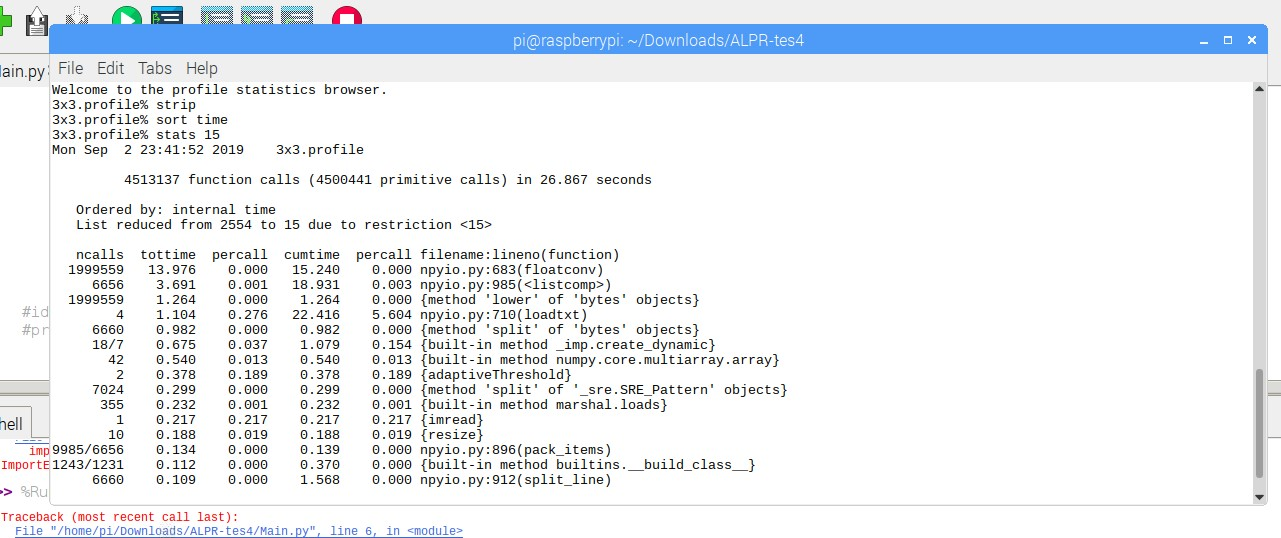 pi@raspberrypi: ~/Downloads/ALPR-tes4
ain.py
File Edit Tabs Help
Welcome to the profile statistics browser.
3x3.profile% strip
3x3.profile% sort time
3x3.profile% stats 15
Mon Sep  2 23:41:52 2019    3x3.profile
4513137 function calls (4500441 primitive calls) in 26.867 seconds
Ordered by: internal time
List reduced from 2554 to 15 due to restriction <15>
ncalls  tottime  percall  cumtime  percall filename:lineno(function)
1999559   13.976    0.000   15.240    0.000 npyio.py:683(floatconv)
6656    3.691    0.001   18.931    0.003 npyio.py:985(<listcomp>)
1999559    1.264    0.000    1.264    0.000 {method 'lower' of 'bytes' objects}
4    1.104    0.276   22.416    5.604 npyio.py:710(loadtxt)
6660    0.982    0.000    0.982    0.000 {method 'split' of 'bytes' objects}
18/7    0.675    0.037    1.079    0.154 {built-in method _imp.create_dynamic}
42    0.540    0.013    0.540    0.013 {built-in method numpy.core.multiarray.array}
2    0.378    0.189    0.378    0.189 {adaptiveThreshold}
7024    0.299    0.000    0.299    0.000 {method 'split' of '_sre.SRE_Pattern' objects}
355    0.232    0.001    0.232    0.001 {built-in method marshal.loads}
1    0.217    0.217    0.217    0.217 {imread}
10    0.188    0.019    0.188    0.019 {resize}
9985/6656    0.134    0.000    0.139    0.000 npyio.py:896(pack_items)
1243/1231    0.112    0.000    0.370    0.000 {built-in method builtins.__build_class__}
6660    0.109    0.000    1.568    0.000 npyio.py:912(split_line)
#id
#pr
hell
imp
ImportE
>> %Ru
Traceback (most recent call last):
File "/home/pi/Downloads/ALPR-tes4/Main.py", line 6, in <module>